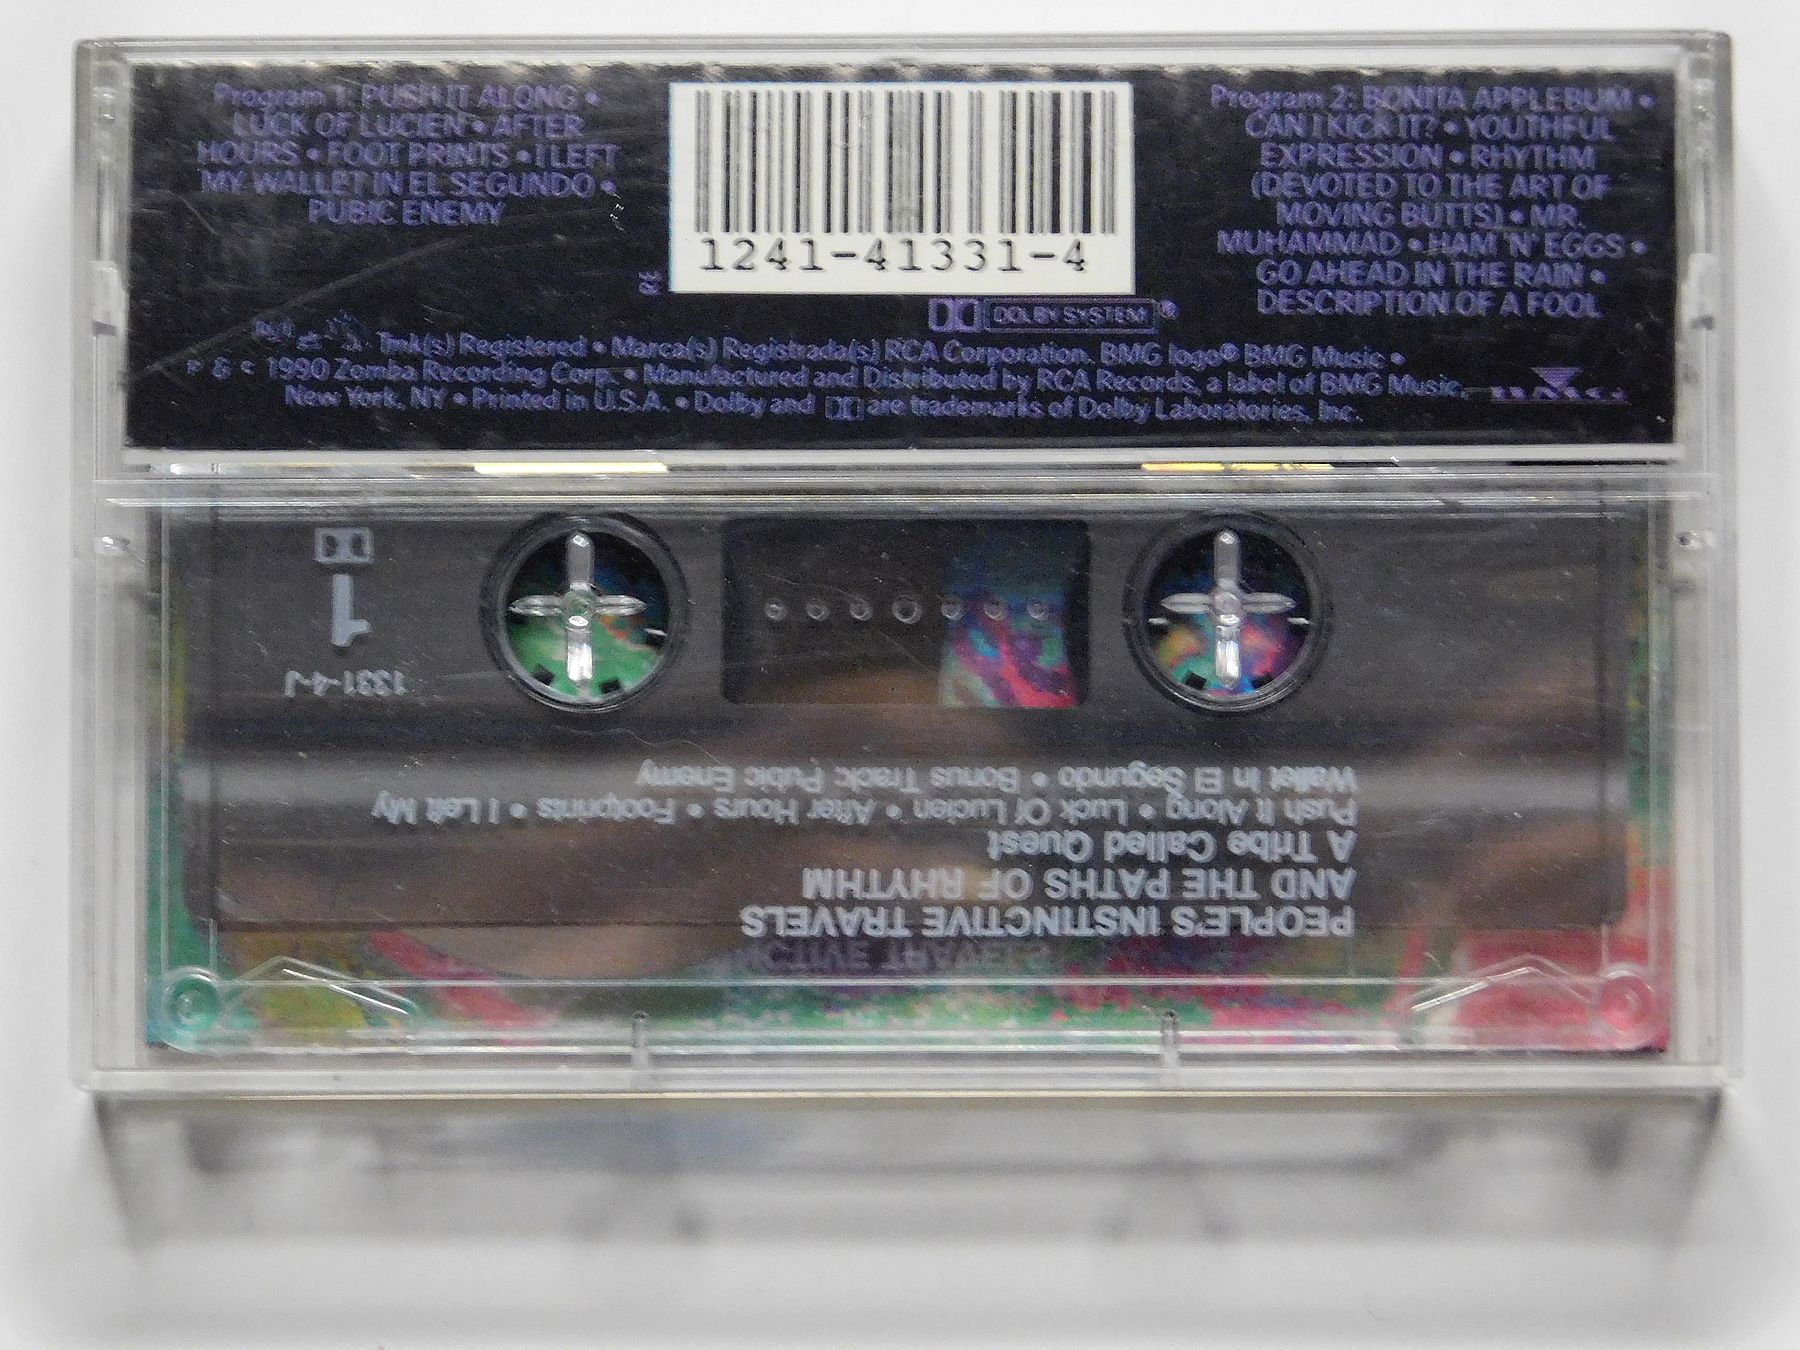 Program 1: PUSH IT ALONG •
LUCK OF LUCIEN • AFTER
HOURS • FOOT PRINTS • I LEFT
MY WALLET IN EL SEGUNDO •
PUBIC ENEMY
1241-41331-4
RE
Program 2: BONITA APPLEBUM •
CAN I KICK IT? • YOUTHFUL
EXPRESSION • RHYTHM
(DEVOTED TO THE ART OF
MOVING BUTTS) • MR.
MUHAMMAD • HAM 'N' EGGS •
GO AHEAD IN THE RAIN •
DESCRIPTION OF A FOOL
DOLBY SYSTEM ®
Tmk(s) Registered • Marca(s) Registrada(s) RCA Corporation. BMG logo® BMG Music •
P & C 1990 Zomba Recording Corp. • Manufactured and Distributed by RCA Records, a label of BMG Music,
New York, NY • Printed in U.S.A. • Dolby and are trademarks of Dolby Laboratories, Inc.
BMG
PEOPLE'S INSTINCTIVE TRAVELS
AND THE PATHS OF RHYTHM
A Tribe Called Quest
Push It Along • Luck Of Lucien • After Hours • Footprints • I Left My
Wallet In El Segundo • Bonus Track: Pubic Enemy
1331-4-J
1